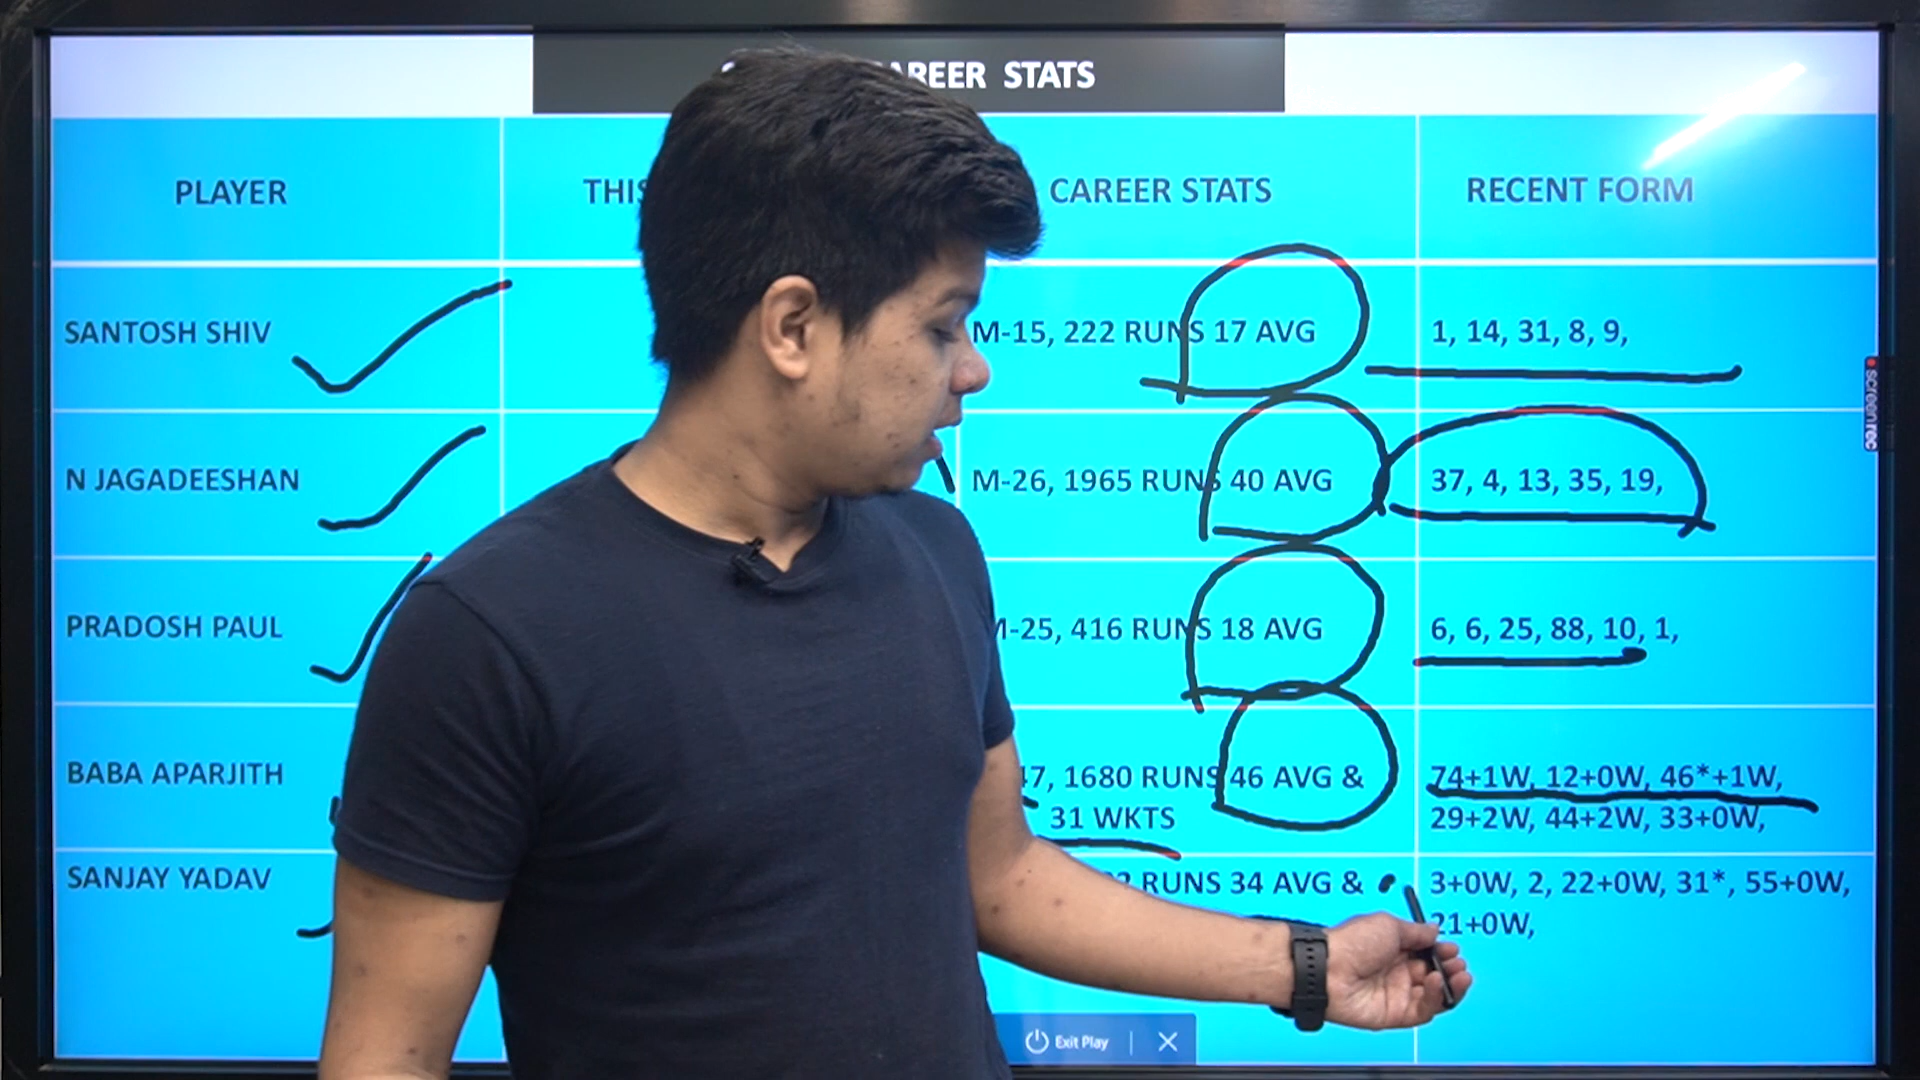 CAREER STATS
PLAYER
CAREER STATS
RECENT FORM
SANTOSH SHIV
M-15, 222 RUNS 17 AVG
1, 14, 31, 8, 9,
N JAGADEESHAN
M-26, 1965 RUNS 40 AVG
37, 4, 13, 35, 19,
PRADOSH PAUL
M-25, 416 RUNS 18 AVG
6, 6, 25, 88, 10, 1,
BABA APARJITH
47, 1680 RUNS 46 AVG &
31 WKTS
74+1W, 12+0W, 46*+1W,
29+2W, 44+2W, 33+0W,
SANJAY YADAV
RUNS 34 AVG &
3+0W, 2, 22+0W, 31*, 55+0W,
21+0W,
Exit Play
screenrec